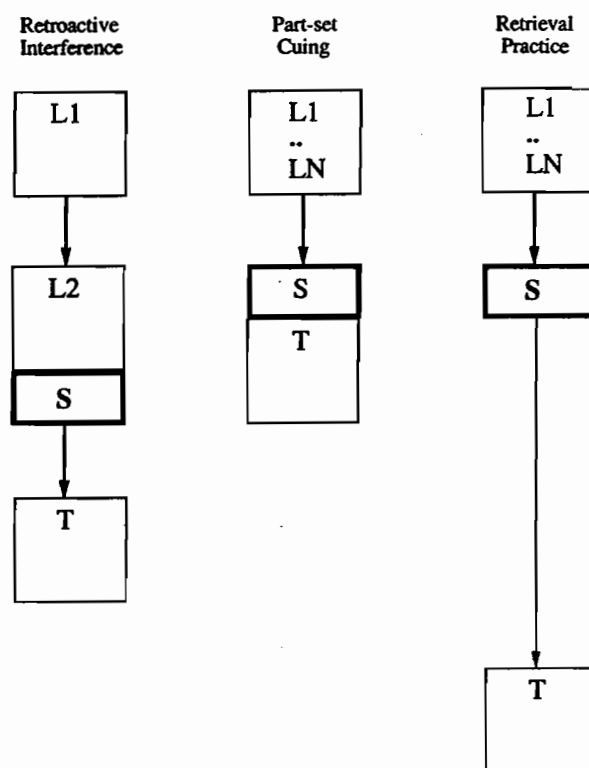 Retroactive
Interference
L1
L2
S
T
Part-set
Cuing
L1
..
LN
S
T
Retrieval
Practice
L1
..
LN
S
T